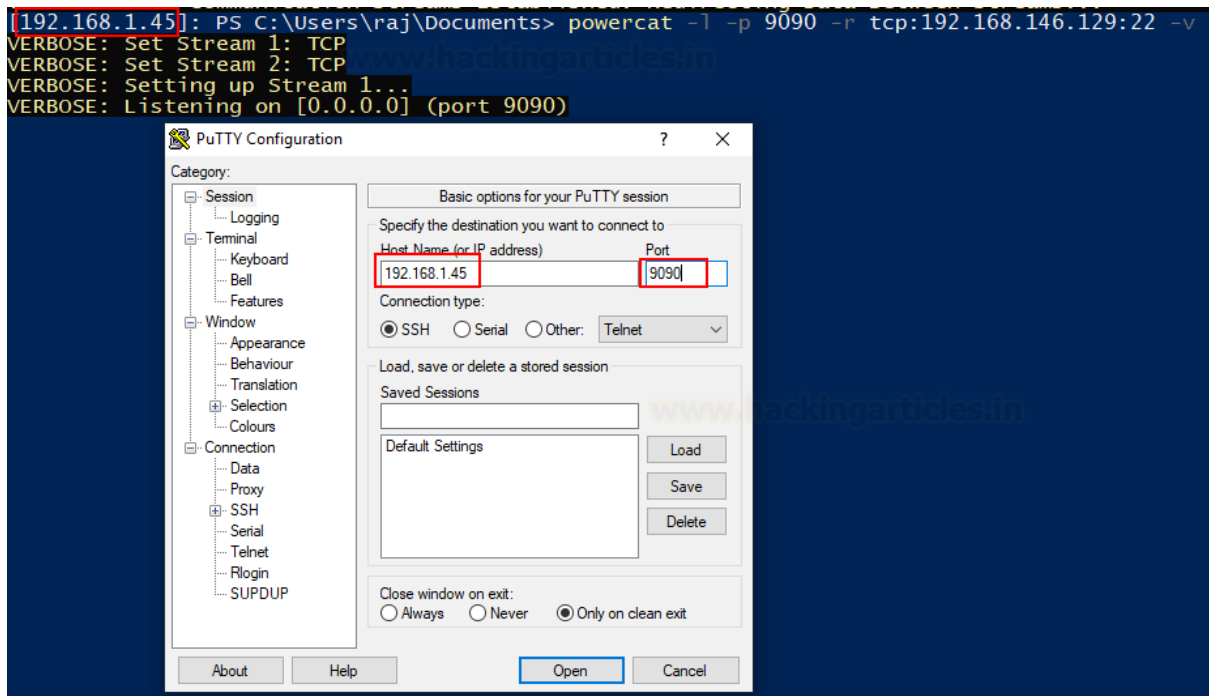 [192.168.1.45]: PS C:\Users\raj\Documents> powercat -l -p 9090 -r tcp:192.168.146.129:22 -v
VERBOSE: Set Stream 1: TCP
VERBOSE: Set Stream 2: TCP
www.hackingarticles.in
VERBOSE: Setting up Stream 1...
VERBOSE: Listening on [0.0.0.0] (port 9090)
PuTTY Configuration
?
Category:
Session
Logging
Terminal
Keyboard
Bell
Features
Window
Appearance
Behaviour
Translation
Selection
Colours
Connection
Data
Proxy
SSH
Serial
Telnet
Rlogin
SUPDUP
Basic options for your PuTTY session
Specify the destination you want to connect to
Host Name (or IP address) Port
192.168.1.45 9090
Connection type:
SSH Serial Other: Telnet
Load, save or delete a stored session
Saved Sessions
Default Settings
Load
Save
Delete
www.hackingarticles.in
Close window on exit:
Always Never Only on clean exit
About Help Open Cancel